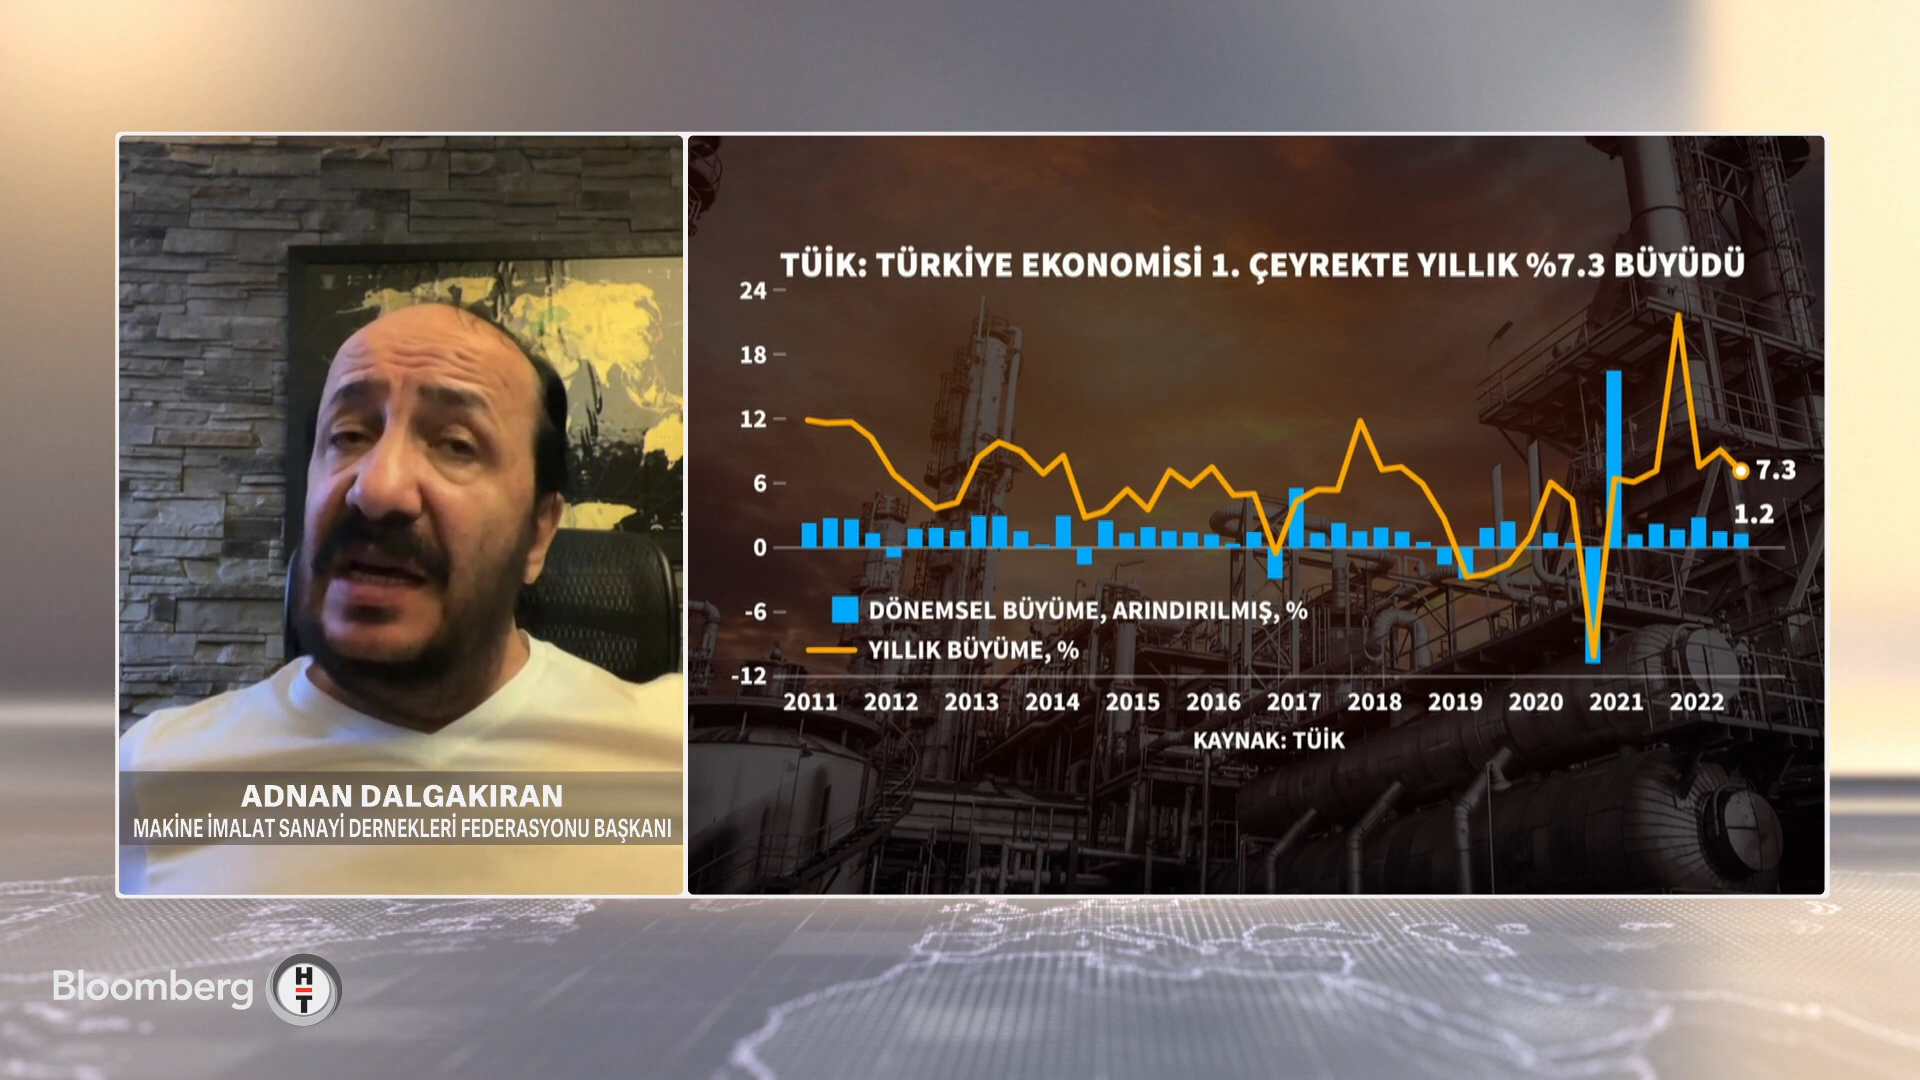 TÜİK: TÜRKİYE EKONOMİSİ 1. ÇEYREKTE YILLIK %7.3 BÜYÜDÜ
24
18
12
6
0
-6
-12
7.3
1.2
DÖNEMSEL BÜYÜME, ARINDIRILMIŞ, %
YILLIK BÜYÜME, %
2011 2012 2013 2014 2015 2016 2017 2018 2019 2020 2021 2022
KAYNAK: TÜİK
ADNAN DALGAKIRAN
MAKİNE İMALAT SANAYİ DERNEKLERİ FEDERASYONU BAŞKANI
Bloomberg HT